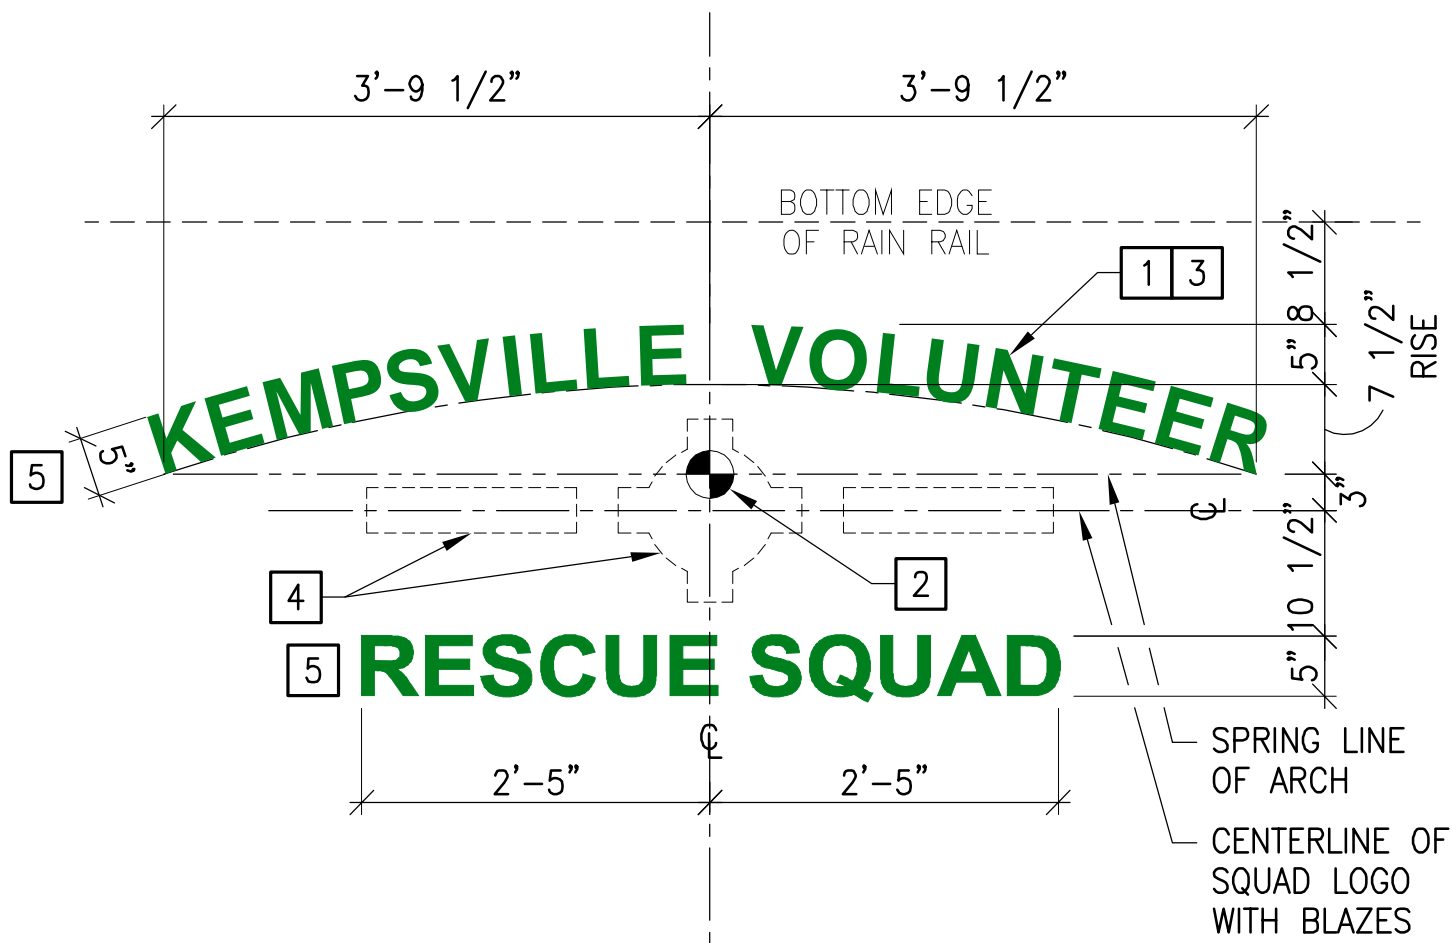 3'-9 1/2" 3'-9 1/2"
BOTTOM EDGE
OF RAIN RAIL
8 1/2"
1 3
5"
7 1/2"
RISE
KEMPSVILLE VOLUNTEER
5"
5
3"
℄
10 1/2"
4
2
5
RESCUE SQUAD
5"
℄
2'-5" 2'-5"
SPRING LINE
OF ARCH
CENTERLINE OF
SQUAD LOGO
WITH BLAZES